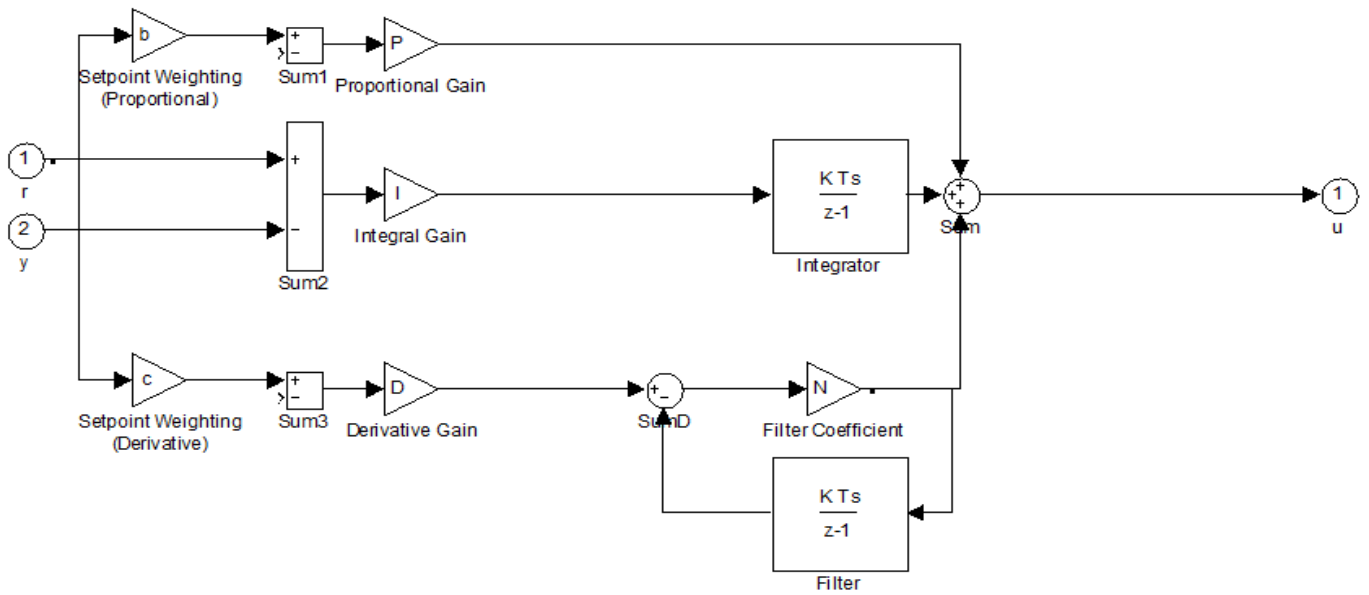 b
+
−
P
Setpoint Weighting
(Proportional)
Sum1
Proportional Gain
1
r
+
−
I
K Ts
z-1
+
+
+
1
u
2
y
Integral Gain
Sum2
Integrator
Sum
c
+
−
D
+
−
N
Setpoint Weighting
(Derivative)
Sum3
Derivative Gain
SumD
Filter Coefficient
K Ts
z-1
Filter